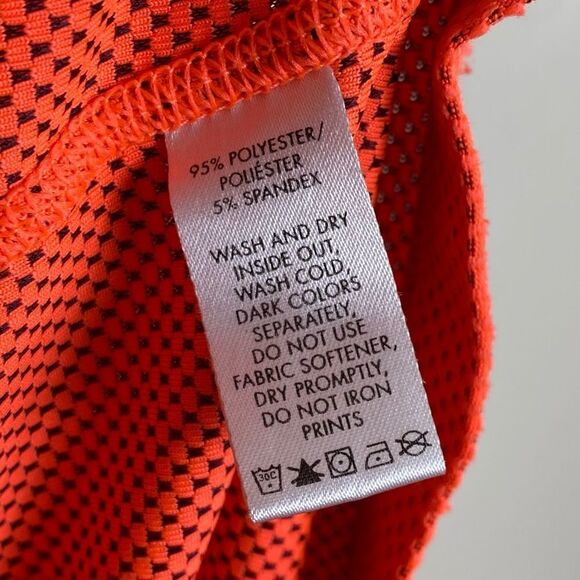 95% POLYESTER/
POLIÉSTER
5% SPANDEX
WASH AND DRY
INSIDE OUT,
WASH COLD,
DARK COLORS
SEPARATELY,
DO NOT USE
FABRIC SOFTENER,
DRY PROMPTLY,
DO NOT IRON
PRINTS
30C